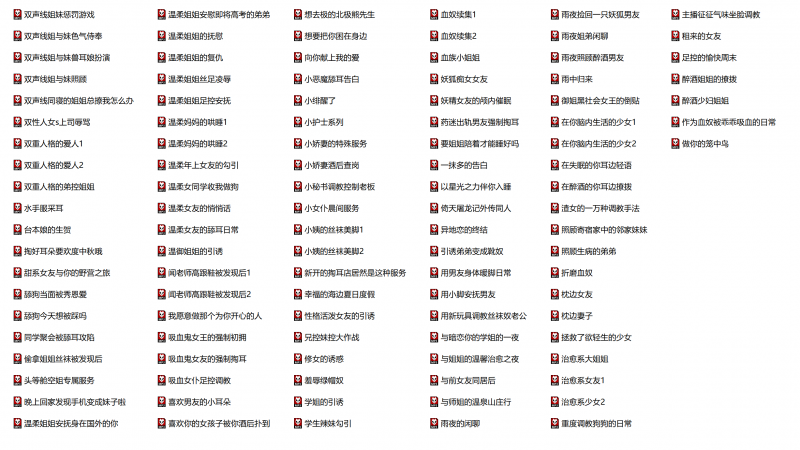 双声线姐妹惩罚游戏
双声线姐姐与妹色气侍奉
双声线姐姐与妹兽耳娘扮演
双声线姐姐与妹照顾
双声线同寝的姐姐总撩我怎么办
双性人女s上司辱骂
双重人格的爱人1
双重人格的爱人2
双重人格的弟控姐姐
水手服采耳
台本娘的生贺
掏好耳朵要欢度中秋哦
甜系女友与你的野营之旅
舔狗当面被秀恩爱
舔狗今天想被踩吗
同学聚会被舔耳攻陷
偷拿姐姐丝袜被发现后
头等舱空姐专属服务
晚上回家发现手机变成妹子啦
温柔姐姐安抚身在国外的你
温柔姐姐安慰即将高考的弟弟
温柔姐姐的抚慰
温柔姐姐的复仇
温柔姐姐丝足凌辱
温柔姐姐足控安抚
温柔妈妈的哄睡1
温柔妈妈的哄睡2
温柔年上女友的勾引
温柔女同学收我做狗
温柔女友的悄悄话
温柔女友的舔耳日常
温御姐姐的引诱
闻老师高跟鞋被发现后1
闻老师高跟鞋被发现后2
我愿意做那个为你开心的人
吸血鬼女王的强制初拥
吸血鬼女友的强制掏耳
吸血女仆足控调教
喜欢男友的小耳朵
喜欢你的女孩子被你酒后扑到
想去极的北极熊先生
想要把你困在身边
向你献上我的爱
小恶魔舔耳告白
小绯醒了
小护士系列
小娇妻的特殊服务
小娇妻酒后查岗
小秘书调教控制老板
小女仆晨间服务
小姨的丝袜美脚1
小姨的丝袜美脚2
新开的掏耳店居然是这种服务
幸福的海边夏日度假
性格活泼女友的引诱
兄控妹控大作战
修女的诱惑
羞辱绿帽奴
学姐的引诱
学生辣妹勾引
血奴续集1
血奴续集2
血族小姐姐
妖狐痴女女友
妖精女友的颅内催眠
药迷出轨男友强制掏耳
要姐姐陪着才能睡好吗
一抹多的告白
以星光之力伴你入睡
倚天屠龙记外传同人
异地恋的终结
引诱弟弟变成靴奴
用男友身体暖脚日常
用小脚安抚男友
用新玩具调教丝袜奴老公
与暗恋你的学姐的一夜
与姐姐的温馨治愈之夜
与前女友同居后
与师姐的温泉山庄行
雨夜的闲聊
雨夜捡回一只妖狐男友
雨夜姐弟闲聊
雨夜照顾醉酒男友
雨中归来
御姐黑社会女王的倒贴
在你脑内生活的少女1
在你脑内生活的少女2
在失眠的你耳边轻语
在醉酒的你耳边撩拨
渣女的一万种调教手法
照顾寄宿家中的邻家妹妹
照顾生病的弟弟
折磨血奴
枕边女友
枕边妻子
拯救了欲轻生的少女
治愈系大姐姐
治愈系女友1
治愈系少女2
重度调教狗狗的日常
主播征征气味坐脸调教
租来的女友
足控的愉快周末
醉酒姐姐的撩拨
醉酒少妇姐姐
作为血奴被乖乖吸血的日常
做你的笼中鸟